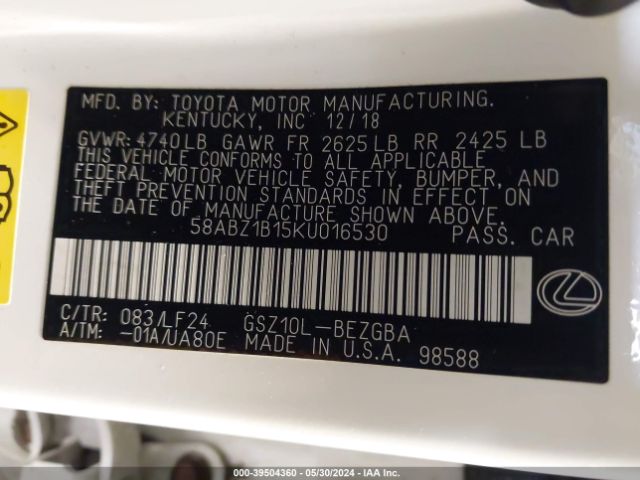 MFD. BY: TOYOTA MOTOR MANUFACTURING.
KENTUCKY, INC 12/18
GVWR: 4740LB GAWR FR 2625LB RR 2425 LB
THIS VEHICLE CONFORMS TO ALL APPLICABLE
FEDERAL MOTOR VEHICLE SAFETY, BUMPER, AND
THEFT PREVENTION STANDARDS IN EFFECT ON
THE DATE OF MANUFACTURE SHOWN ABOVE.
58ABZ1B15KU016530 PASS. CAR
C/TR: 083/LF24 GSZ10L-BEZGBA
A/TM: -01A/UA80E MADE IN U.S.A. 98588
000-39504360 - 05/30/2024 - IAA Inc.